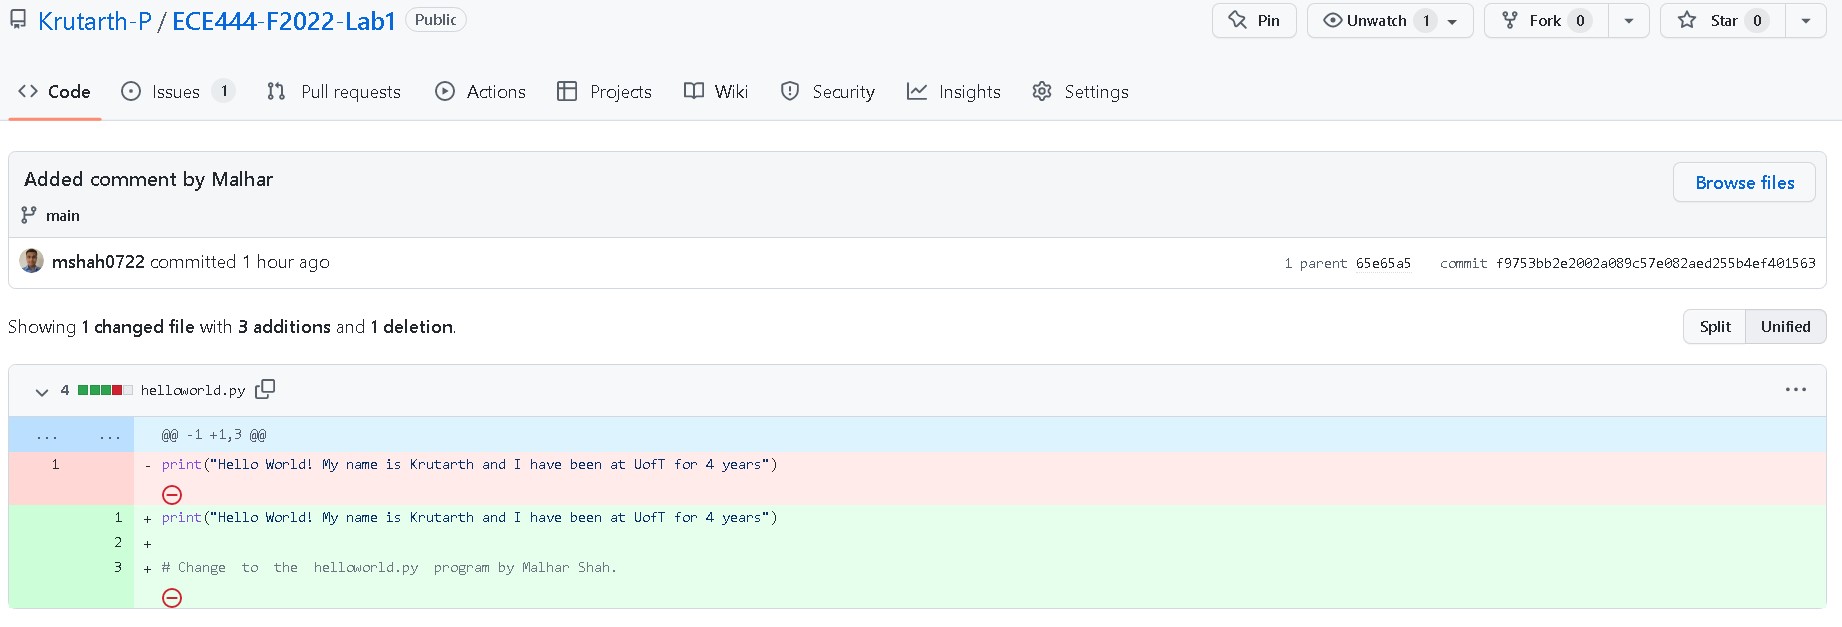 Krutarth-P / ECE444-F2022-Lab1 Public Pin Unwatch 1 Fork 0 Star 0
Code Issues 1 Pull requests Actions Projects Wiki Security Insights Settings
Added comment by Malhar
Browse files
main
mshah0722 committed 1 hour ago 1 parent 65e65a5 commit f9753bb2e2002a089c57e082aed255b4ef401563
Showing 1 changed file with 3 additions and 1 deletion.
Split Unified
4 helloworld.py ...
... ... @@ -1 +1,3 @@
1 - print("Hello World! My name is Krutarth and I have been at UofT for 4 years")
1 + print("Hello World! My name is Krutarth and I have been at UofT for 4 years")
2 +
3 + # Change to the helloworld.py program by Malhar Shah.